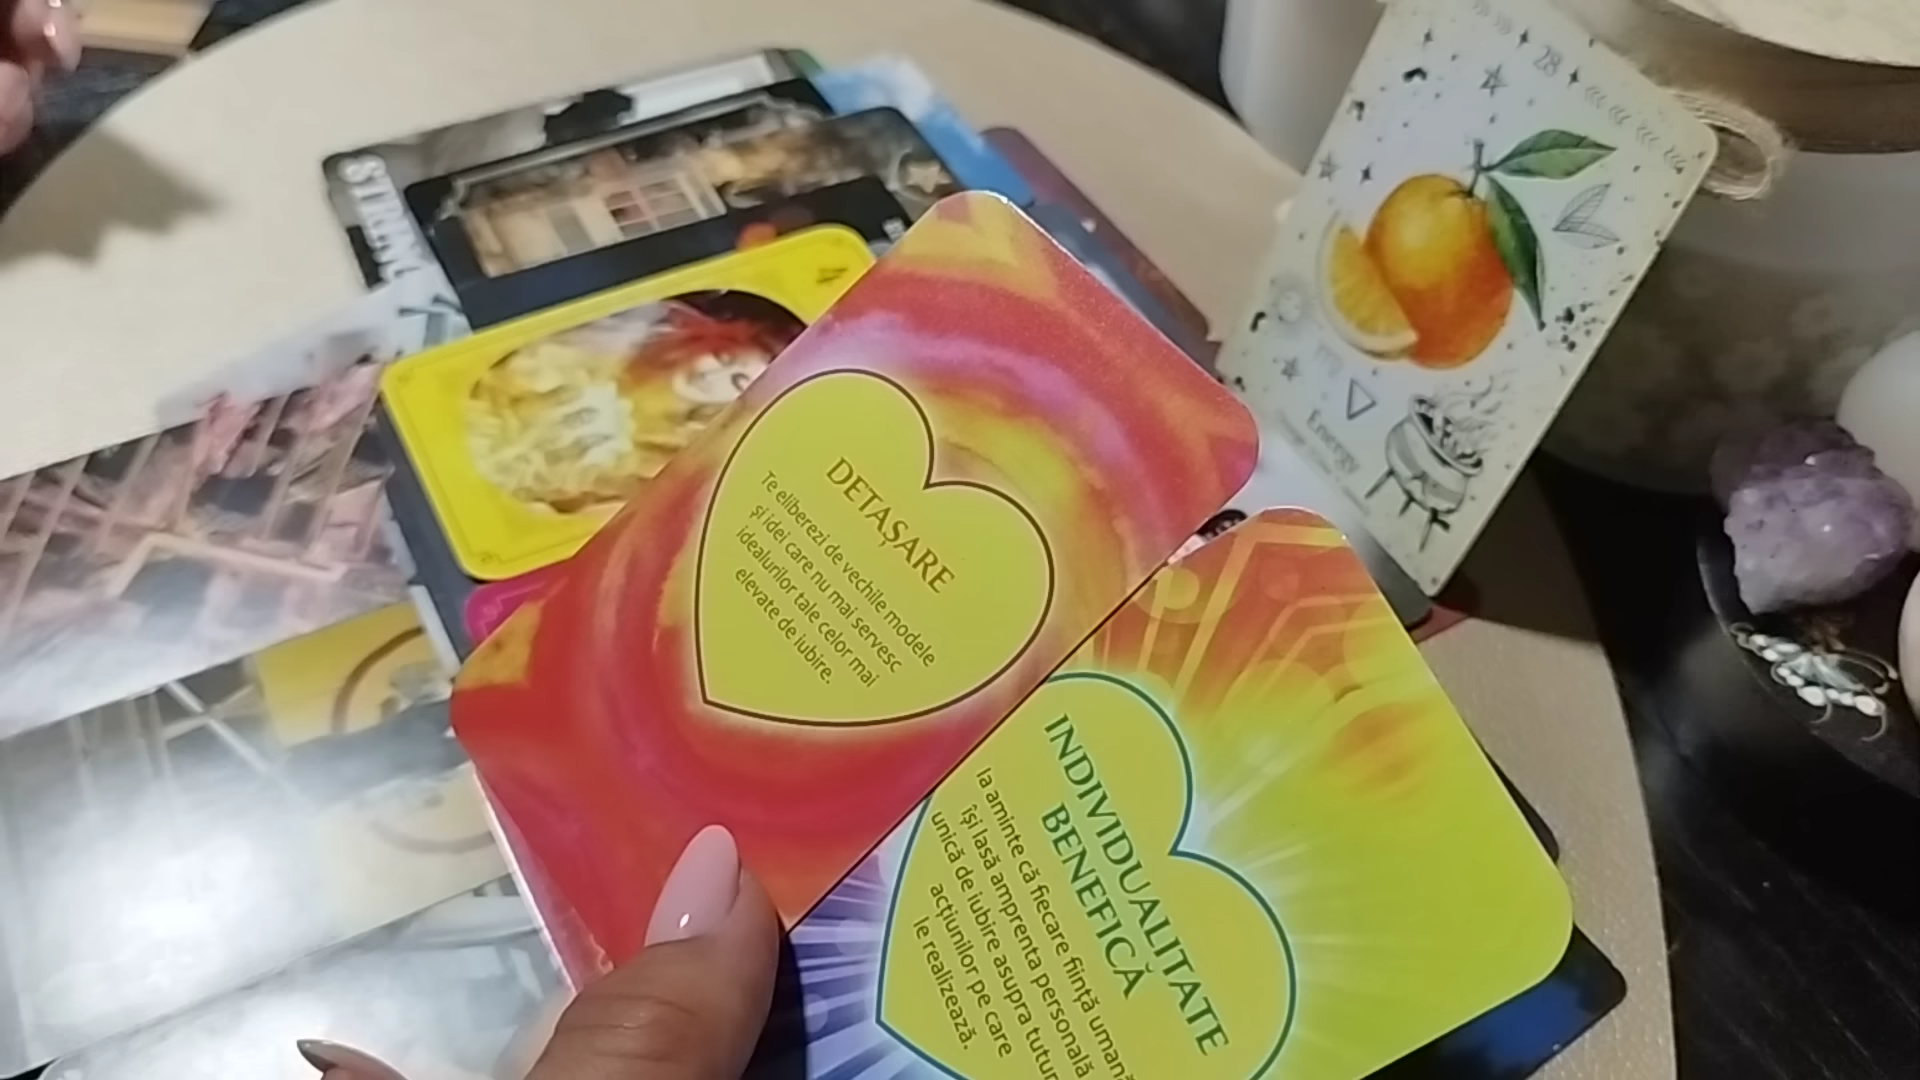 STRING
28
Energy
DETAȘARE
Te eliberezi de vechile modele
și idei care nu mai servesc
idealurilor tale celor mai
elevate de iubire.
INDIVIDUALITATE
BENEFICĂ
Ia aminte că fiecare ființă umană
își lasă amprenta personală
unică de iubire asupra tutur
acțiunilor pe care
le realizează.